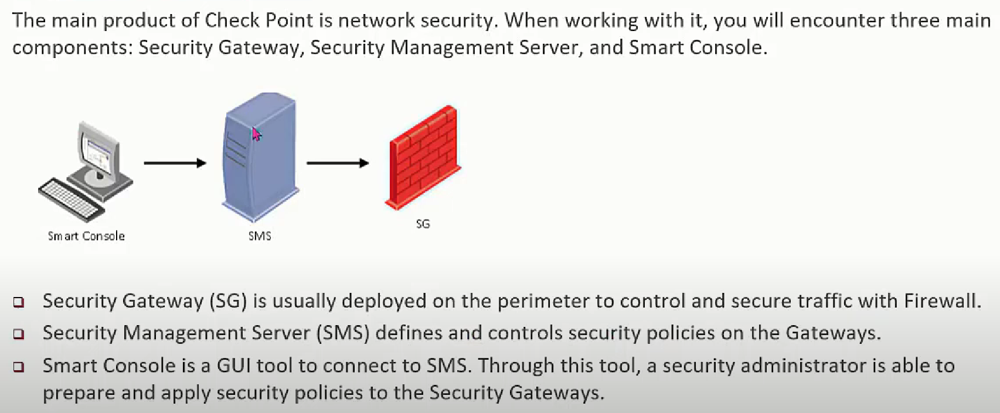 The main product of Check Point is network security. When working with it, you will encounter three main
components: Security Gateway, Security Management Server, and Smart Console.
Smart Console
SMS
SG
Security Gateway (SG) is usually deployed on the perimeter to control and secure traffic with Firewall.
Security Management Server (SMS) defines and controls security policies on the Gateways.
Smart Console is a GUI tool to connect to SMS. Through this tool, a security administrator is able to
prepare and apply security policies to the Security Gateways.